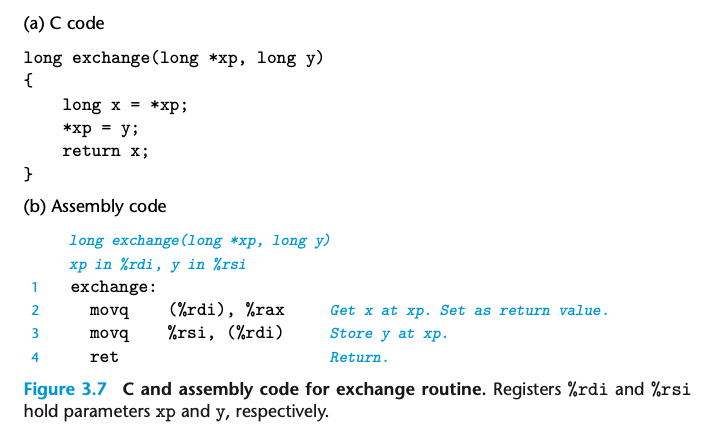 (a) C code
long exchange(long *xp, long y)
{
    long x = *xp;
    *xp = y;
    return x;
}
(b) Assembly code
long exchange(long *xp, long y)
xp in %rdi, y in %rsi
1 exchange:
2 movq (%rdi), %rax Get x at xp. Set as return value.
3 movq %rsi, (%rdi) Store y at xp.
4 ret Return.
Figure 3.7 C and assembly code for exchange routine. Registers %rdi and %rsi
hold parameters xp and y, respectively.